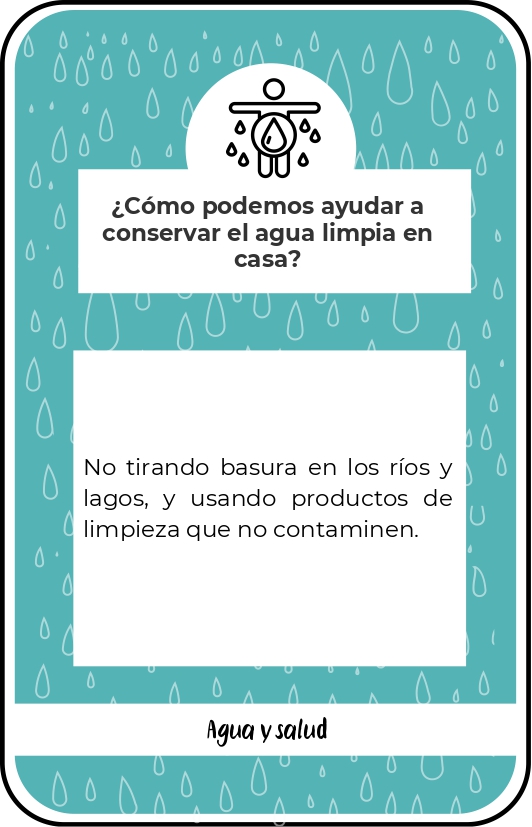 ¿Cómo podemos ayudar a
conservar el agua limpia en
casa?
No tirando basura en los ríos y
lagos, y usando productos de
limpieza que no contaminen.
Agua y salud